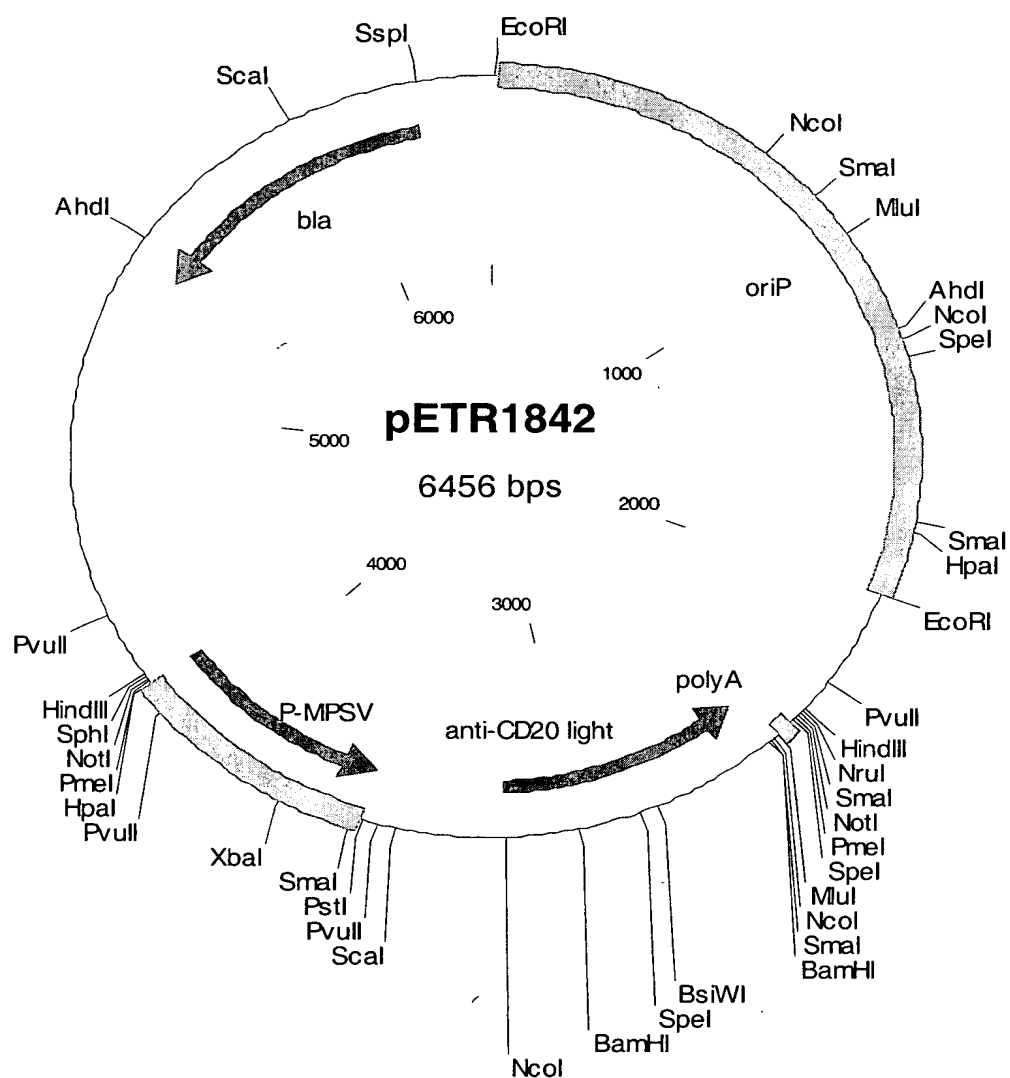 EcoRI
SspI
ScaI
NcoI
SmaI
AhdI
MluI
bla
oriP
AhdI
NcoI
SpeI
6000
1000
pETR1842
5000
6456 bps
2000
SmaI
HpaI
4000
3000
EcoRI
PvuII
polyA
P-MPSV
anti-CD20 light
PvuII
HindIII
SphI
NotI
PmeI
HpaI
PvuII
HindIII
NruI
SmaI
NotI
PmeI
SpeI
XbaI
SmaI
PstI
PvuII
ScaI
MluI
NcoI
SmaI
BamHI
BsiWI
SpeI
BamHI
NcoI